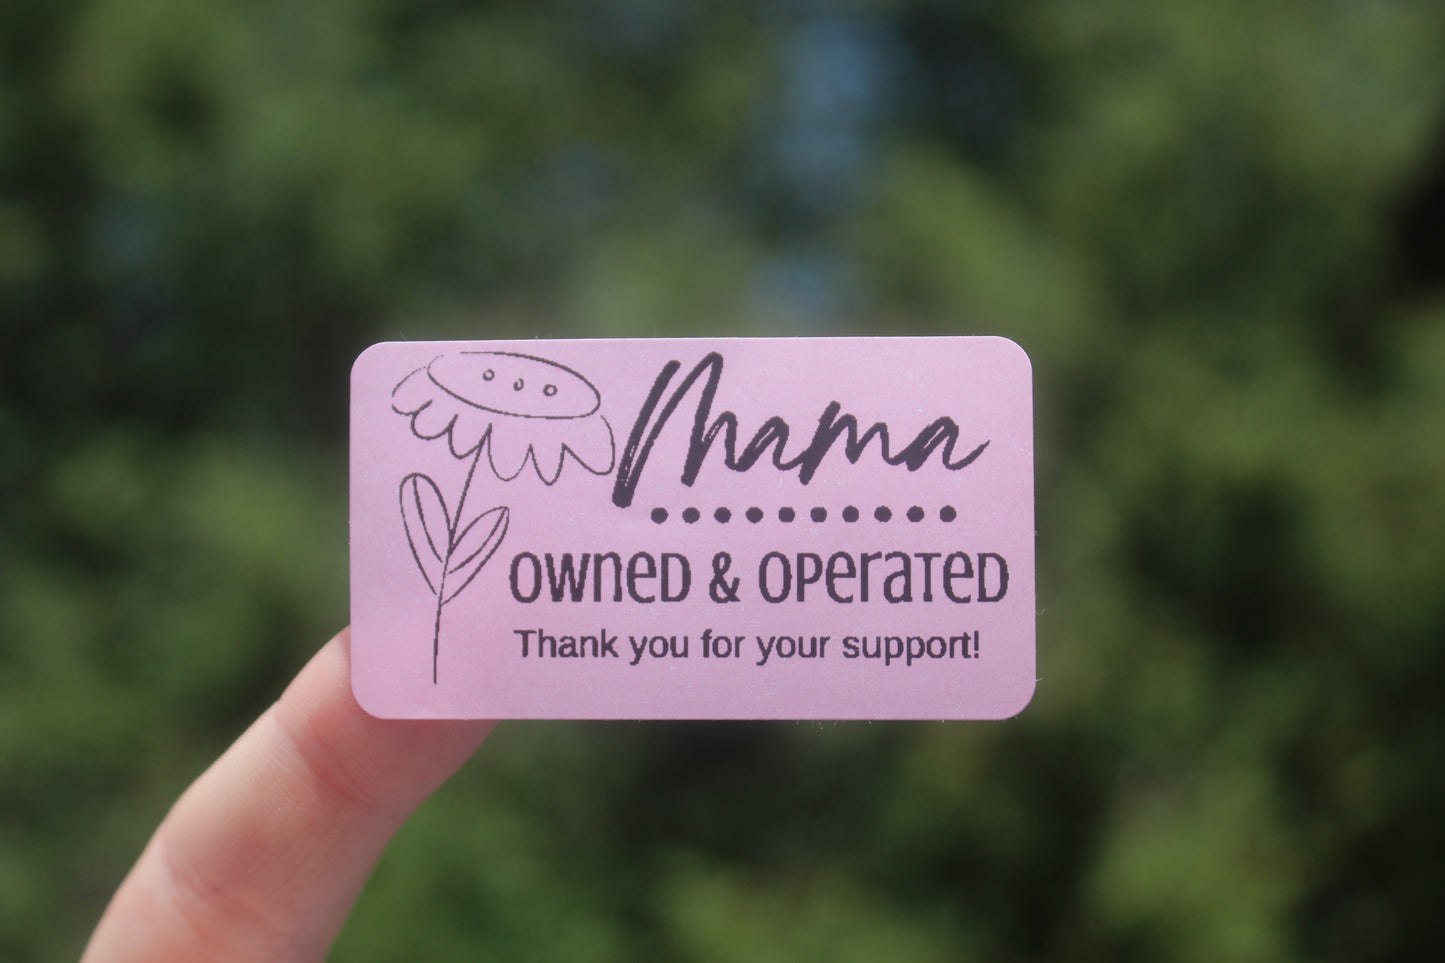 Mama
OWNED & OPERATED
Thank you for your support!